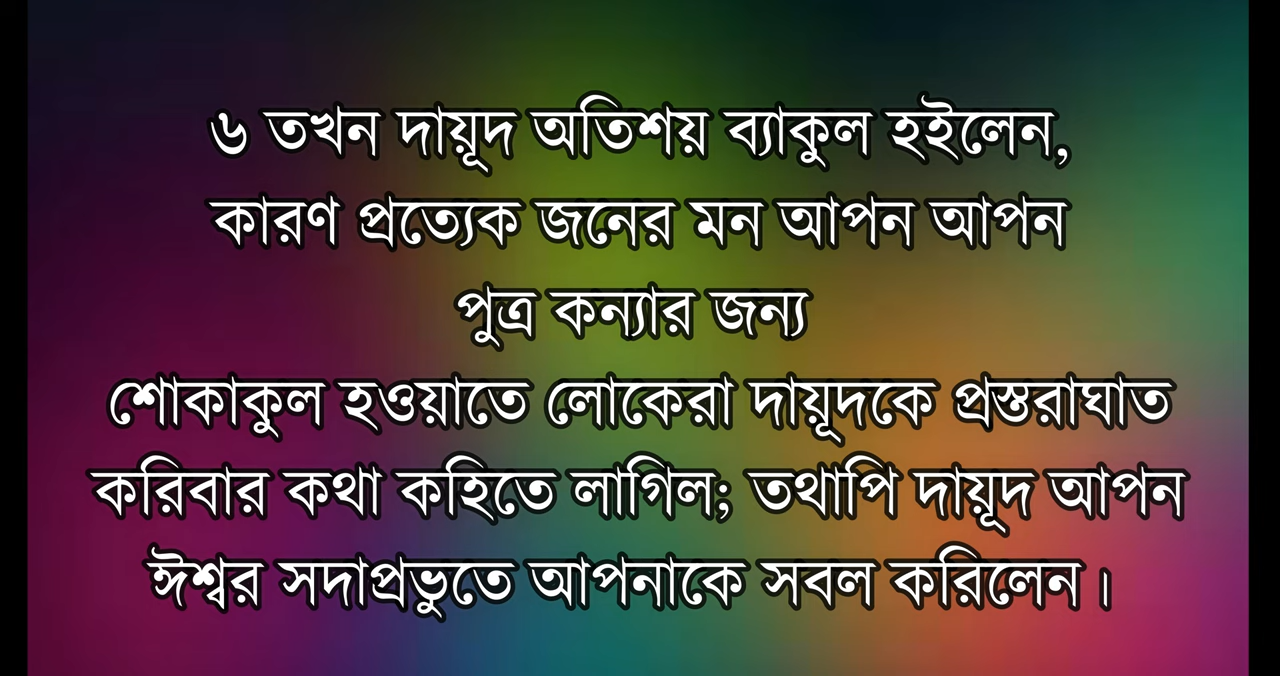 ৬ তখন দায়ূদ অতিশয় ব্যাকুল হইলেন,
কারণ প্রত্যেক জনের মন আপন আপন
পুত্র কন্যার জন্য
শোকাকুল হওয়াতে লোকেরা দায়ূদকে প্রস্তরাঘাত
করিবার কথা কহিতে লাগিল; তথাপি দায়ূদ আপন
ঈশ্বর সদাপ্রভুতে আপনাকে সবল করিলেন।